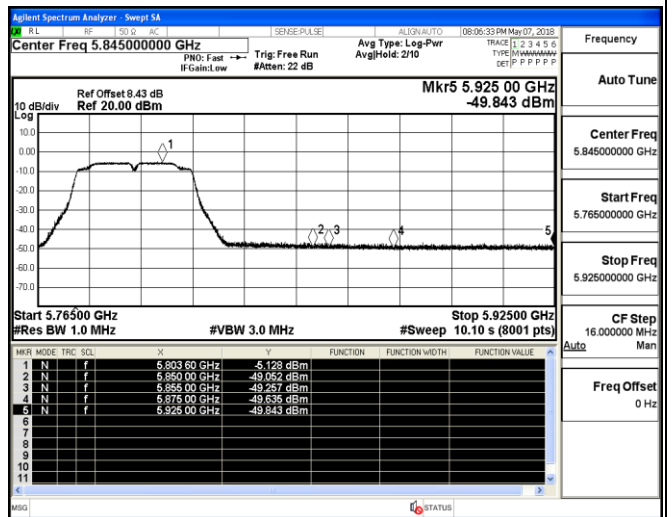 Agilent Spectrum Analyzer - Swept SA
RL RF 50 Ω AC SENSE:PULSE ALIGN AUTO 08:06:33 PM May 07, 2018
Center Freq 5.845000000 GHz
PNO: Fast
IFGain:Low
Trig: Free Run
#Atten: 22 dB
Avg Type: Log-Pwr
Avg|Hold: 2/10
TRACE 1 2 3 4 5 6
TYPE M
DET P P P P P P
Ref Offset 8.43 dB
Ref 20.00 dBm
10 dB/div
Log
Mkr5 5.925 00 GHz
-49.843 dBm
10.0
0.00
-10.0
-20.0
-30.0
-40.0
-50.0
-60.0
-70.0
1
2 3 4 5
Start 5.76500 GHz Stop 5.92500 GHz
#Res BW 1.0 MHz #VBW 3.0 MHz #Sweep 10.10 s (8001 pts)
MKR MODE TRC SCL X Y FUNCTION FUNCTION WIDTH FUNCTION VALUE
1 N f 5.803 60 GHz -5.128 dBm
2 N f 5.850 00 GHz -49.052 dBm
3 N f 5.855 00 GHz -49.257 dBm
4 N f 5.875 00 GHz -49.635 dBm
5 N f 5.925 00 GHz -49.843 dBm
6
7
8
9
10
11
MSG STATUS
Frequency
Auto Tune
Center Freq
5.845000000 GHz
Start Freq
5.765000000 GHz
Stop Freq
5.925000000 GHz
CF Step
16.000000 MHz
Auto Man
Freq Offset
0 Hz